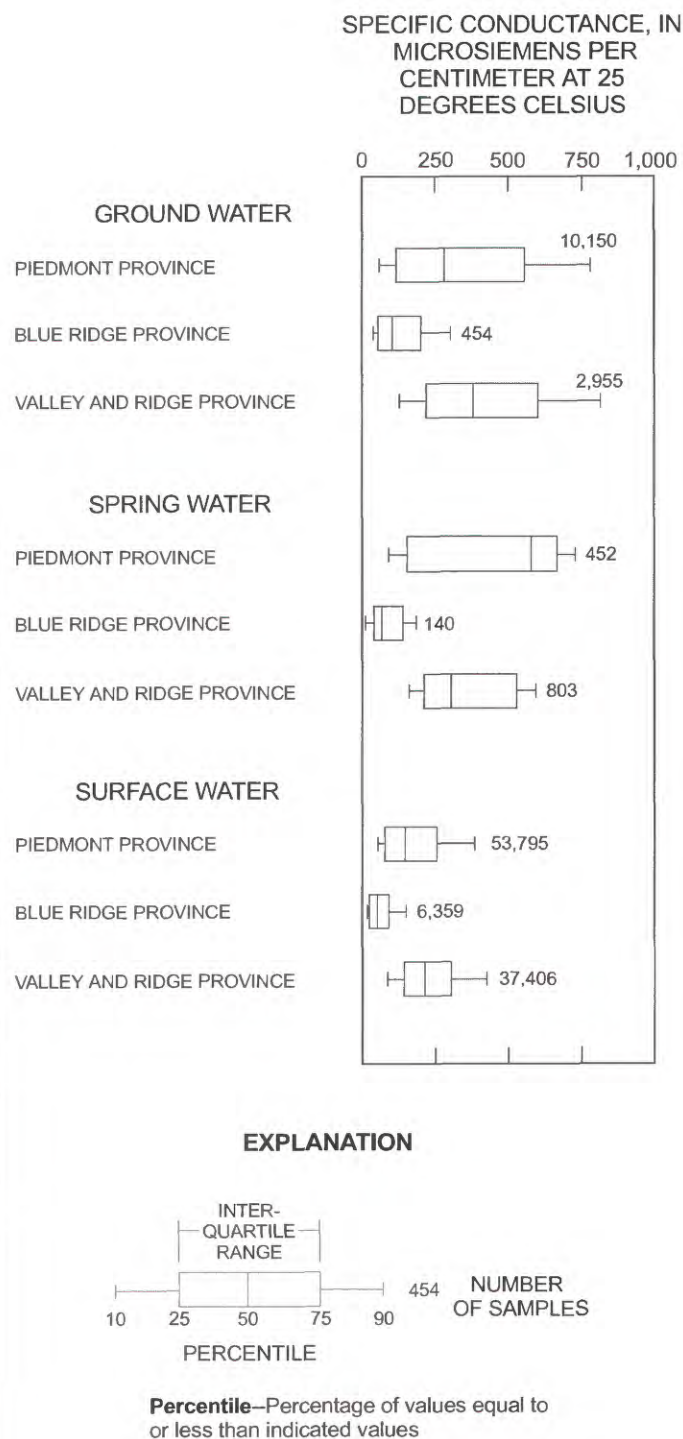 SPECIFIC CONDUCTANCE, IN
MICROSIEMENS PER
CENTIMETER AT 25
DEGREES CELSIUS
0 250 500 750 1,000
GROUND WATER
PIEDMONT PROVINCE 10,150
BLUE RIDGE PROVINCE 454
VALLEY AND RIDGE PROVINCE 2,955
SPRING WATER
PIEDMONT PROVINCE 452
BLUE RIDGE PROVINCE 140
VALLEY AND RIDGE PROVINCE 803
SURFACE WATER
PIEDMONT PROVINCE 53,795
BLUE RIDGE PROVINCE 6,359
VALLEY AND RIDGE PROVINCE 37,406
EXPLANATION
INTER-
QUARTILE
RANGE
454 NUMBER
OF SAMPLES
10 25 50 75 90
PERCENTILE
Percentile--Percentage of values equal to
or less than indicated values